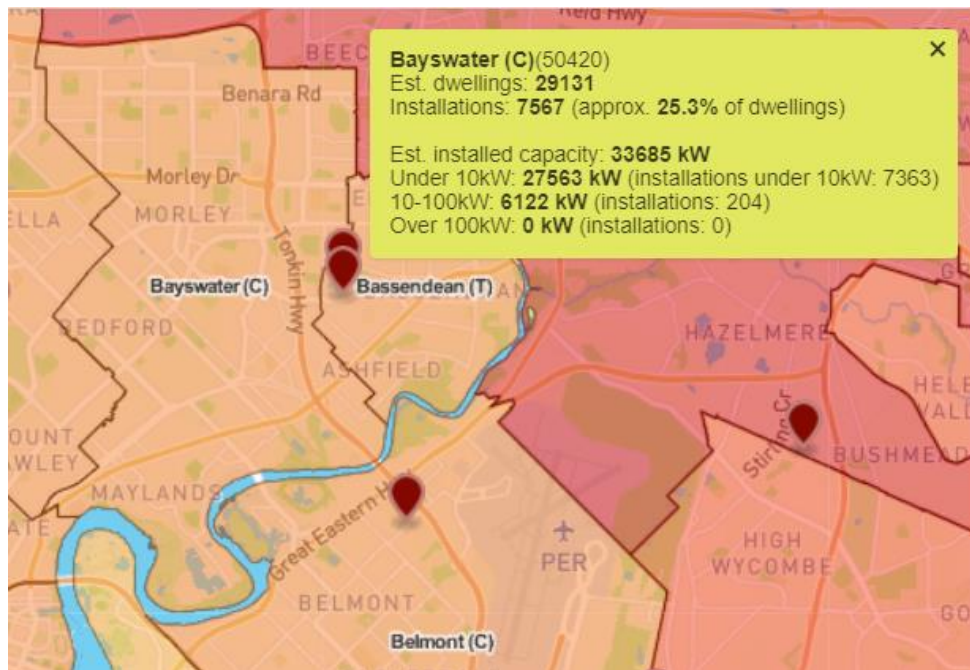 Reid Hwy
BEEC
Bayswater (C)(50420)
Est. dwellings: 29131
Installations: 7567 (approx. 25.3% of dwellings)
Est. installed capacity: 33685 kW
Under 10kW: 27563 kW (installations under 10kW: 7363)
10-100kW: 6122 kW (installations: 204)
Over 100kW: 0 kW (installations: 0)
×
Benara Rd
Morley Dr
MORLEY
ELLA
Tonkin Hwy
Bayswater (C)
Bassendean (T)
BEDFORD
ASHFIELD
HAZELMERE
HELE
VALL
OUNT
AWLEY
MAYLANDS
Stirling Cr
BUSHMEAD
Great Eastern H
PER
HIGH
WYCOMBE
BELMONT
GO
Belmont (C)